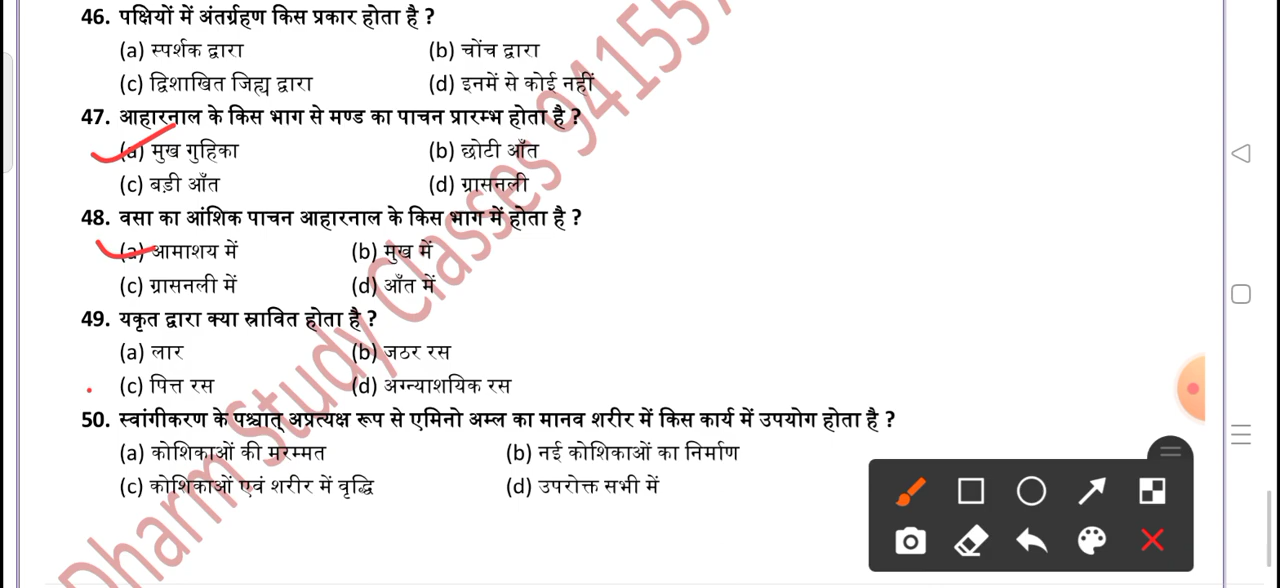 46. पक्षियों में अंतर्ग्रहण किस प्रकार होता है ?
(a) स्पर्शक द्वारा (b) चोंच द्वारा
(c) द्विशाखित जिह्य द्वारा (d) इनमें से कोई नहीं
47. आहारनाल के किस भाग से मण्ड का पाचन प्रारम्भ होता है ?
(a) मुख गुहिका (b) छोटी आँत
(c) बड़ी आँत (d) ग्रासनली
48. वसा का आंशिक पाचन आहारनाल के किस भाग में होता है ?
(a) आमाशय में (b) मुख में
(c) ग्रासनली में (d) आँत में
49. यकृत द्वारा क्या स्रावित होता है ?
(a) लार (b) जठर रस
(c) पित्त रस (d) अग्न्याशयिक रस
50. स्वांगीकरण के पश्चात् अप्रत्यक्ष रूप से एमिनो अम्ल का मानव शरीर में किस कार्य में उपयोग होता है ?
(a) कोशिकाओं की मरम्मत (b) नई कोशिकाओं का निर्माण
(c) कोशिकाओं एवं शरीर में वृद्धि (d) उपरोक्त सभी में
Dharm Study Classes 94155